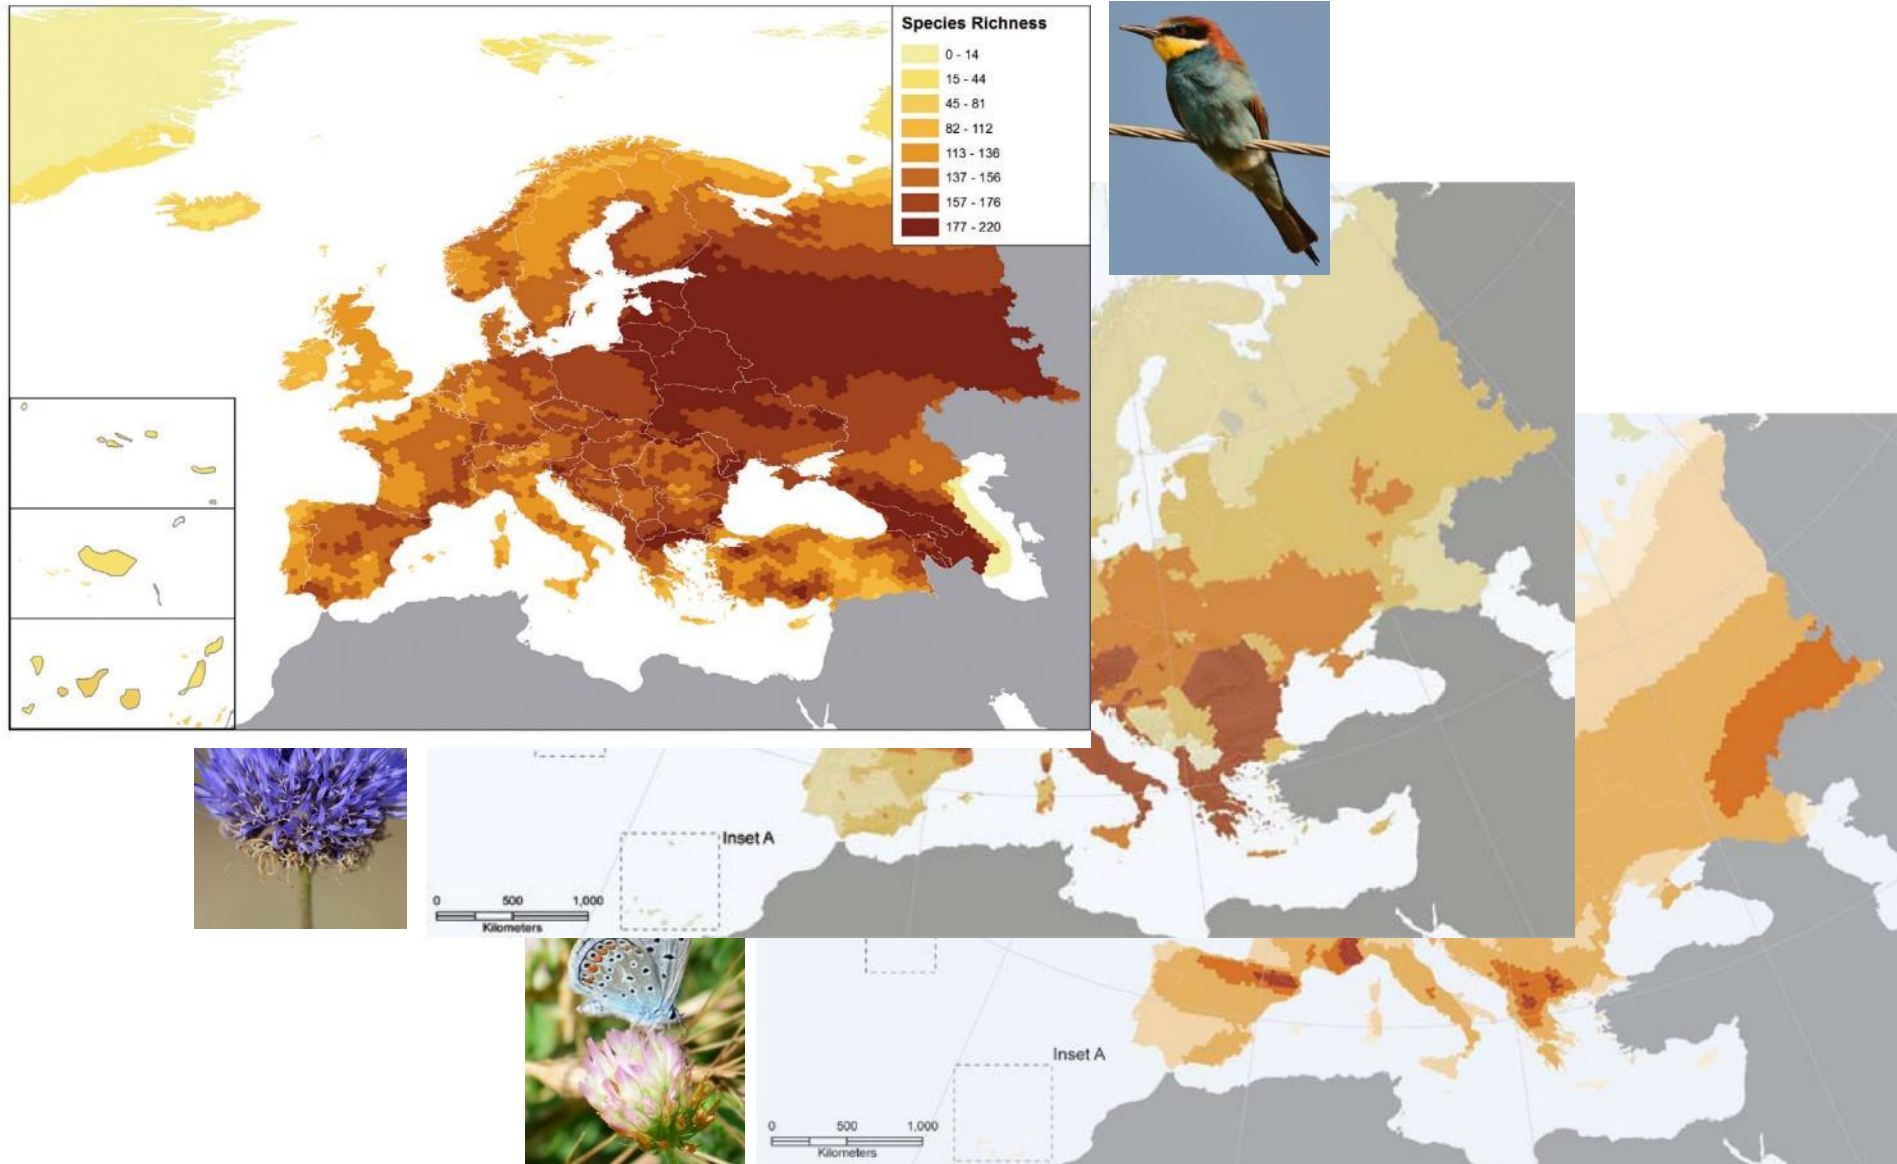 Species Richness
0 - 14
15 - 44
45 - 81
82 - 112
113 - 136
137 - 156
157 - 176
177 - 220
Inset A
0 500 1,000
Kilometers
Inset A
0 500 1,000
Kilometers